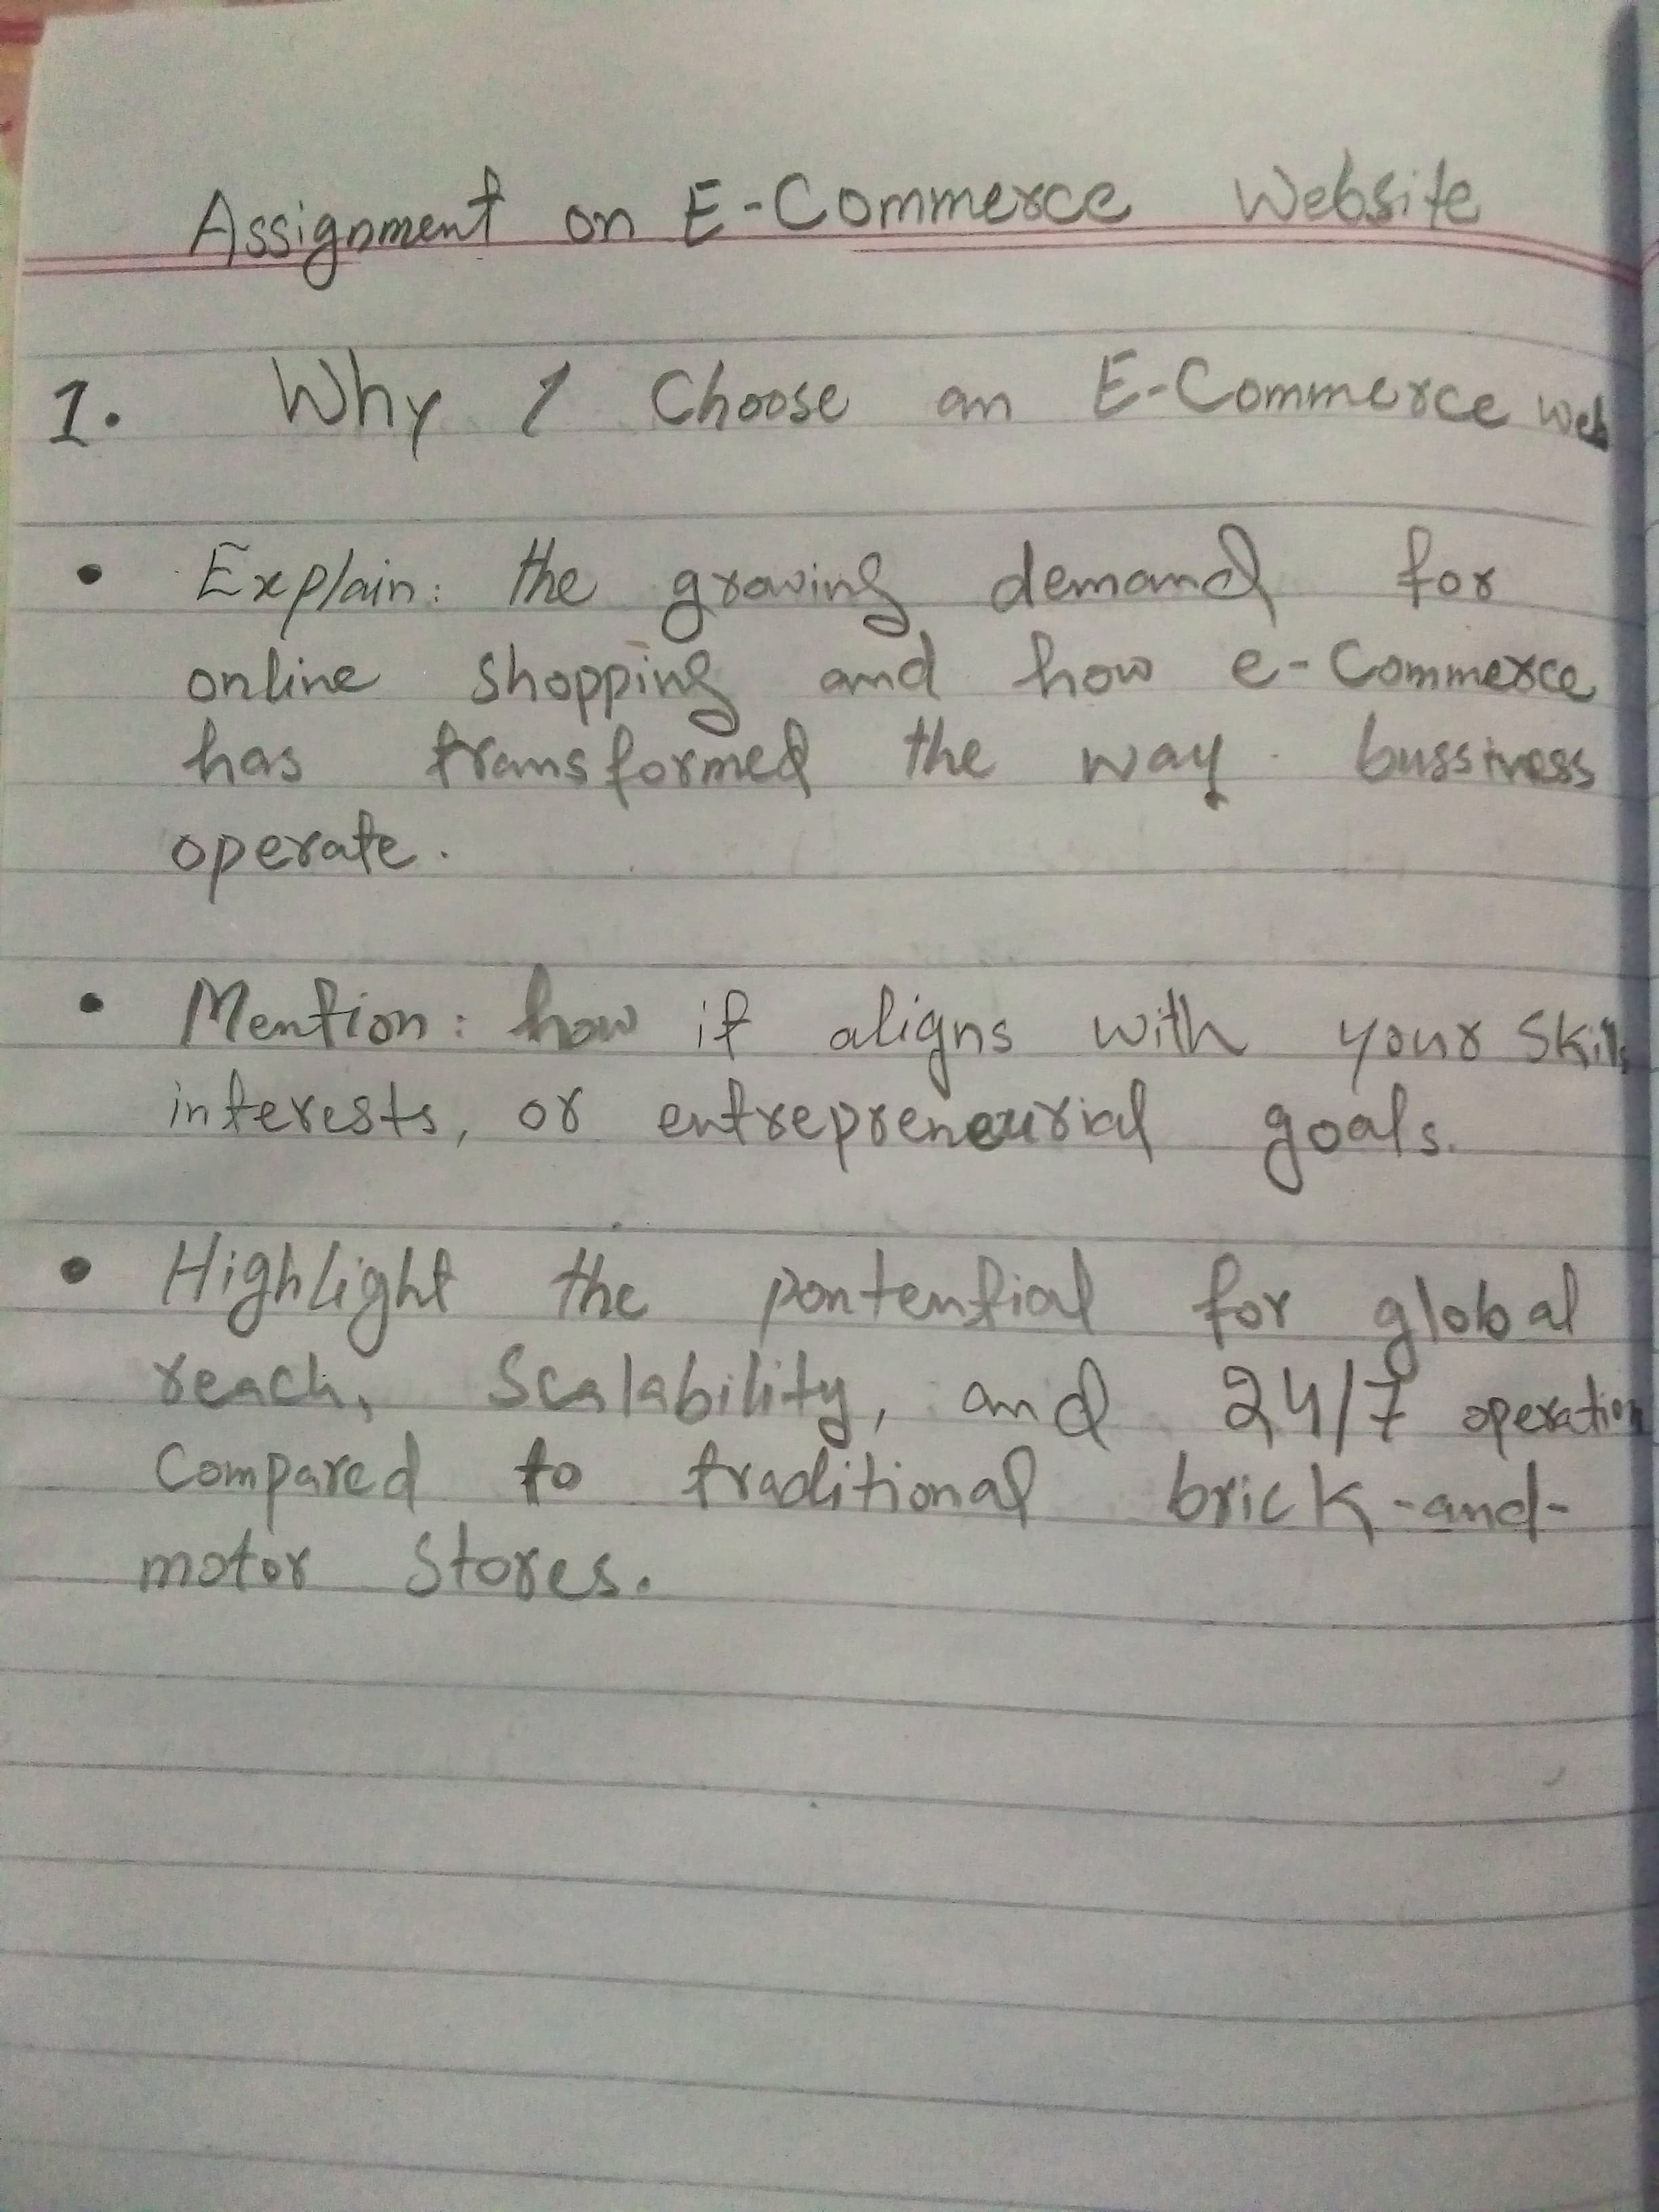 Assignment on E-Commerce Website
1. Why I Choose an E-Commerce web
• Explain: the growing demand for
online shopping and how e-Commerce
has transformed the way bussiness
operate.
• Mention: how it aligns with your skills
interests, or entrepreneurial goals.
• Highlight the pontential for global
reach, Scalability, and 24/7 operation
Compared to traditional brick-and-
motor Stores.